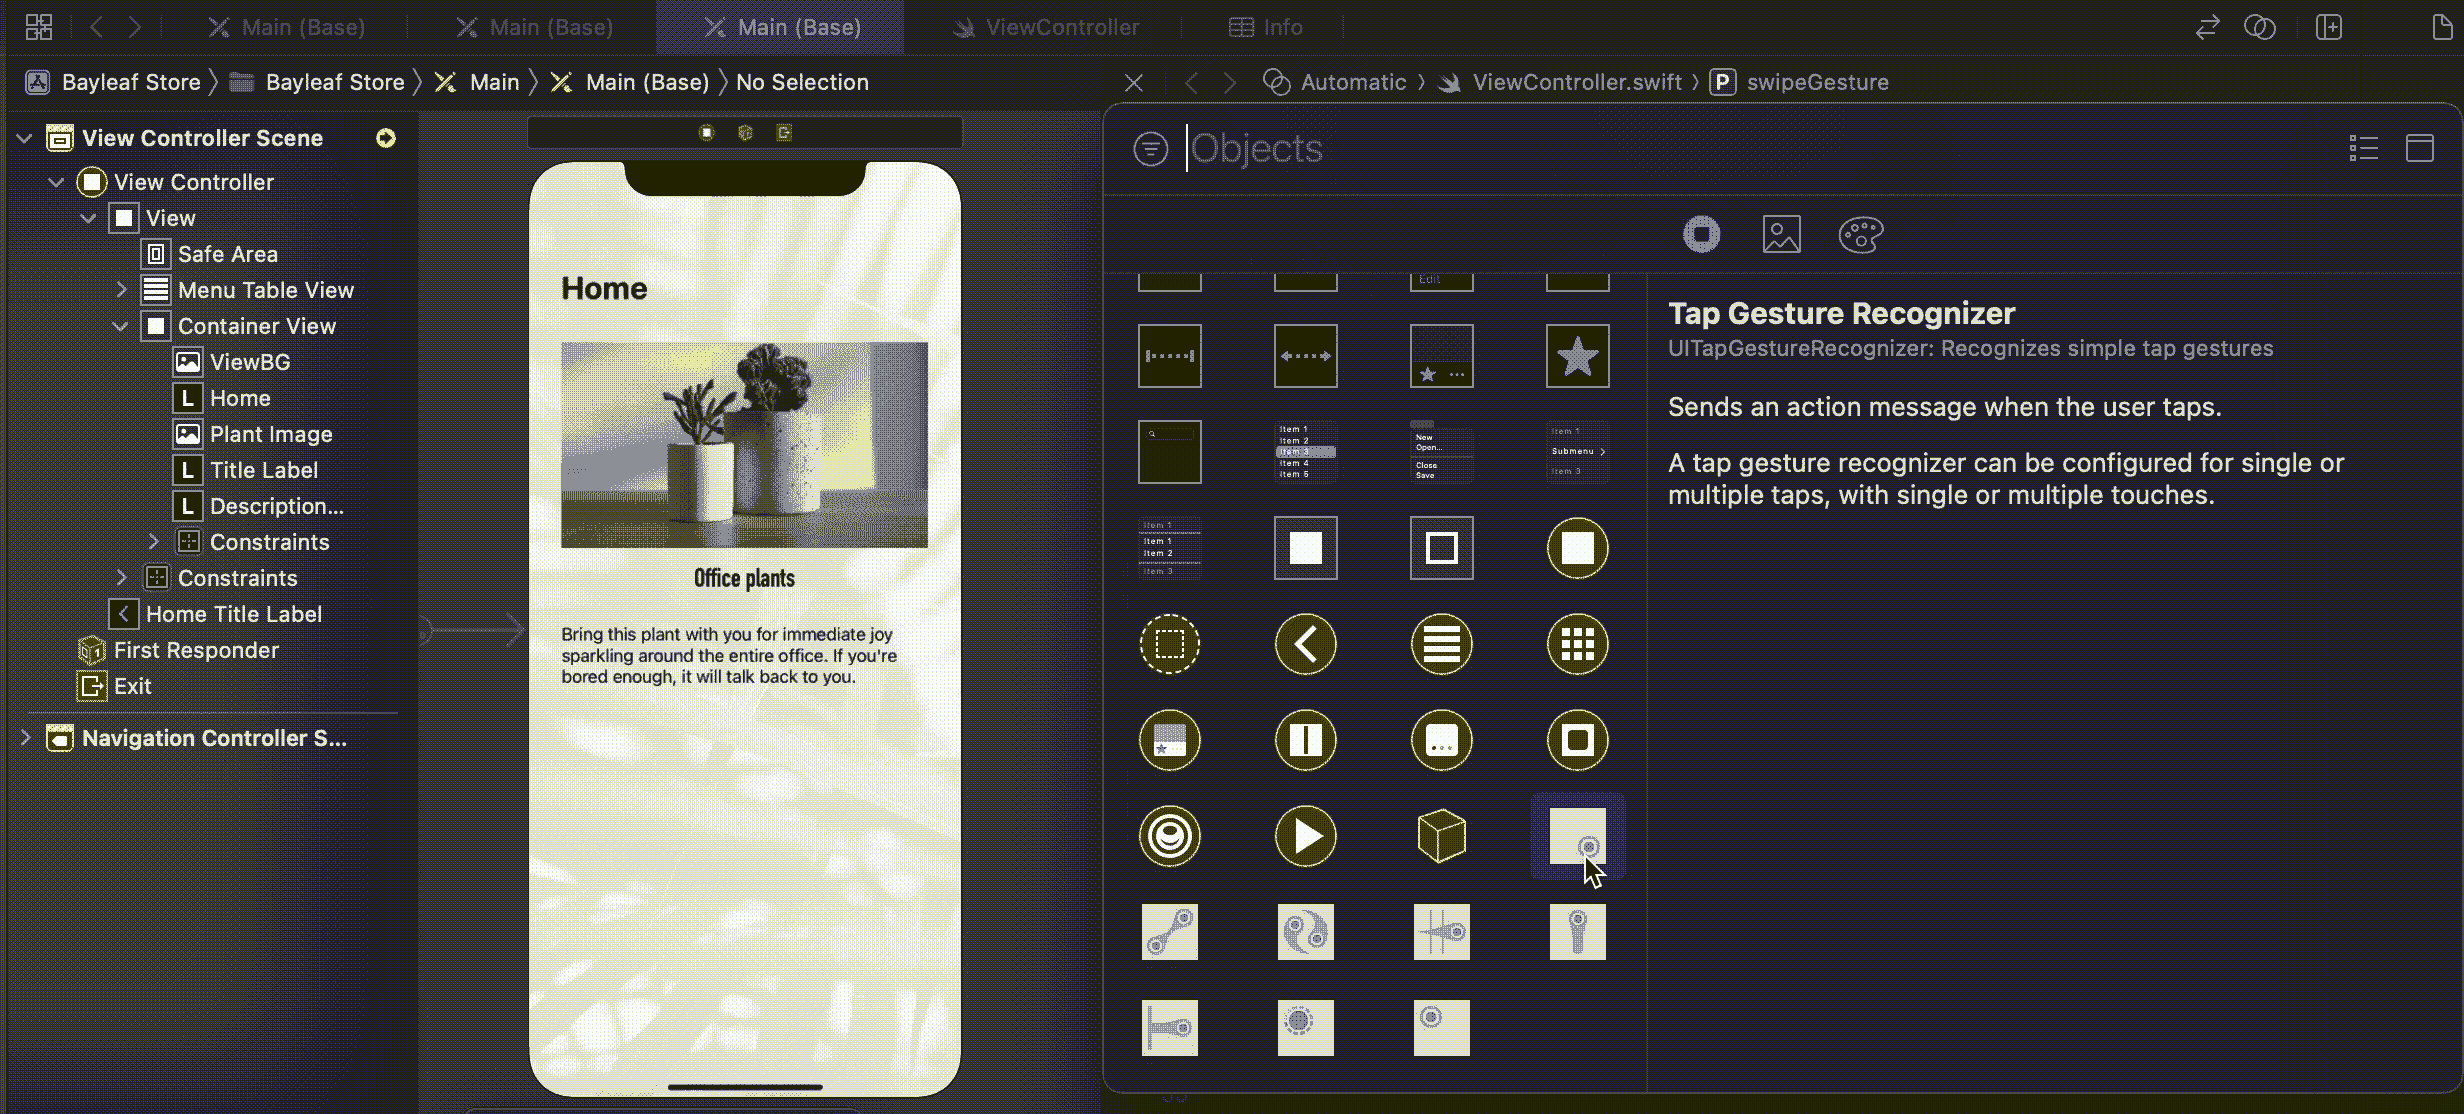 Main (Base)
Main (Base)
Main (Base)
ViewController
Info
Bayleaf Store
Bayleaf Store
Main
Main (Base)
No Selection
Automatic
ViewController.swift
P
swipeGesture
View Controller Scene
View Controller
View
Safe Area
Menu Table View
Container View
ViewBG
L Home
Plant Image
L Title Label
L Description...
Constraints
Constraints
Home Title Label
First Responder
Exit
Navigation Controller S...
Home
Office plants
Bring this plant with you for immediate joy
sparkling around the entire office. If you're
bored enough, it will talk back to you.
Objects
Edit
Item 1
Item 2
Item 3
Item 4
Item 5
New
Open...
Close
Save
Item 1
Submenu
Item 3
Item 1
Item 1
Item 2
Item 3
Tap Gesture Recognizer
UITapGestureRecognizer: Recognizes simple tap gestures
Sends an action message when the user taps.
A tap gesture recognizer can be configured for single or
multiple taps, with single or multiple touches.